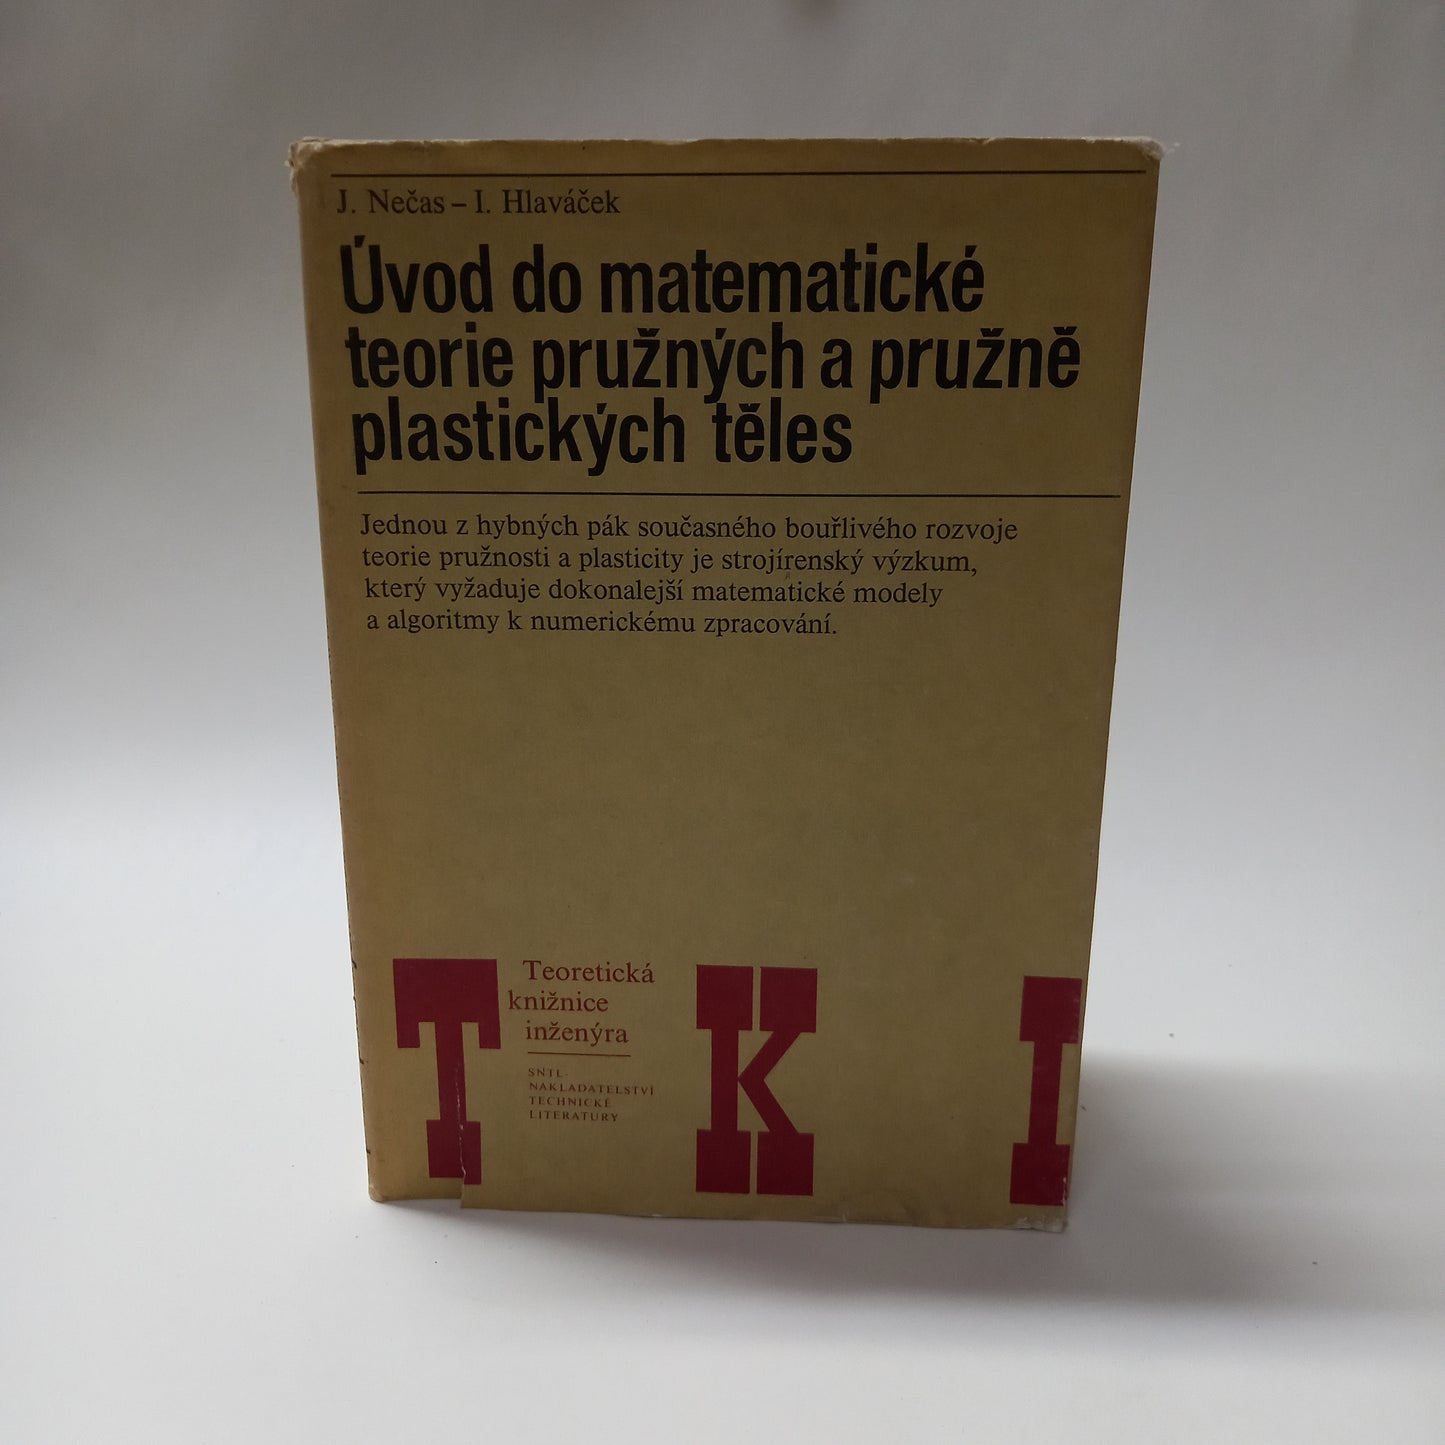 J. Nečas – I. Hlaváček
Úvod do matematické
teorie pružných a pružně
plastických těles
Jednou z hybných pák současného bouřlivého rozvoje
teorie pružnosti a plasticity je strojírenský výzkum,
který vyžaduje dokonalejší matematické modely
a algoritmy k numerickému zpracování.
Teoretická
knižnice
inženýra
SNTL-
NAKLADATELSTVÍ
TECHNICKÉ
LITERATURY
T K I